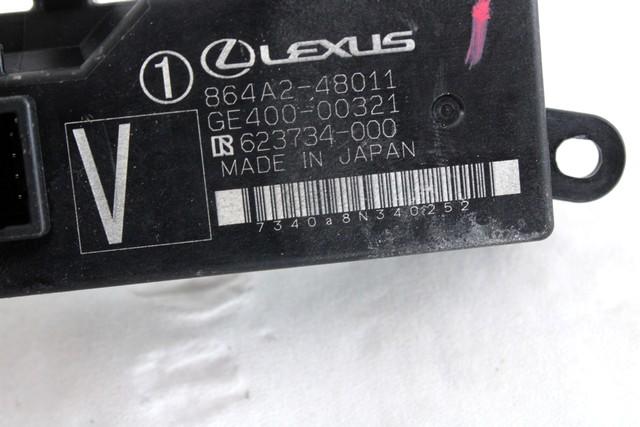 ① LEXUS
864A2-48011
GE400-00321
R 623734-000
MADE IN JAPAN
V
7340a8N340252